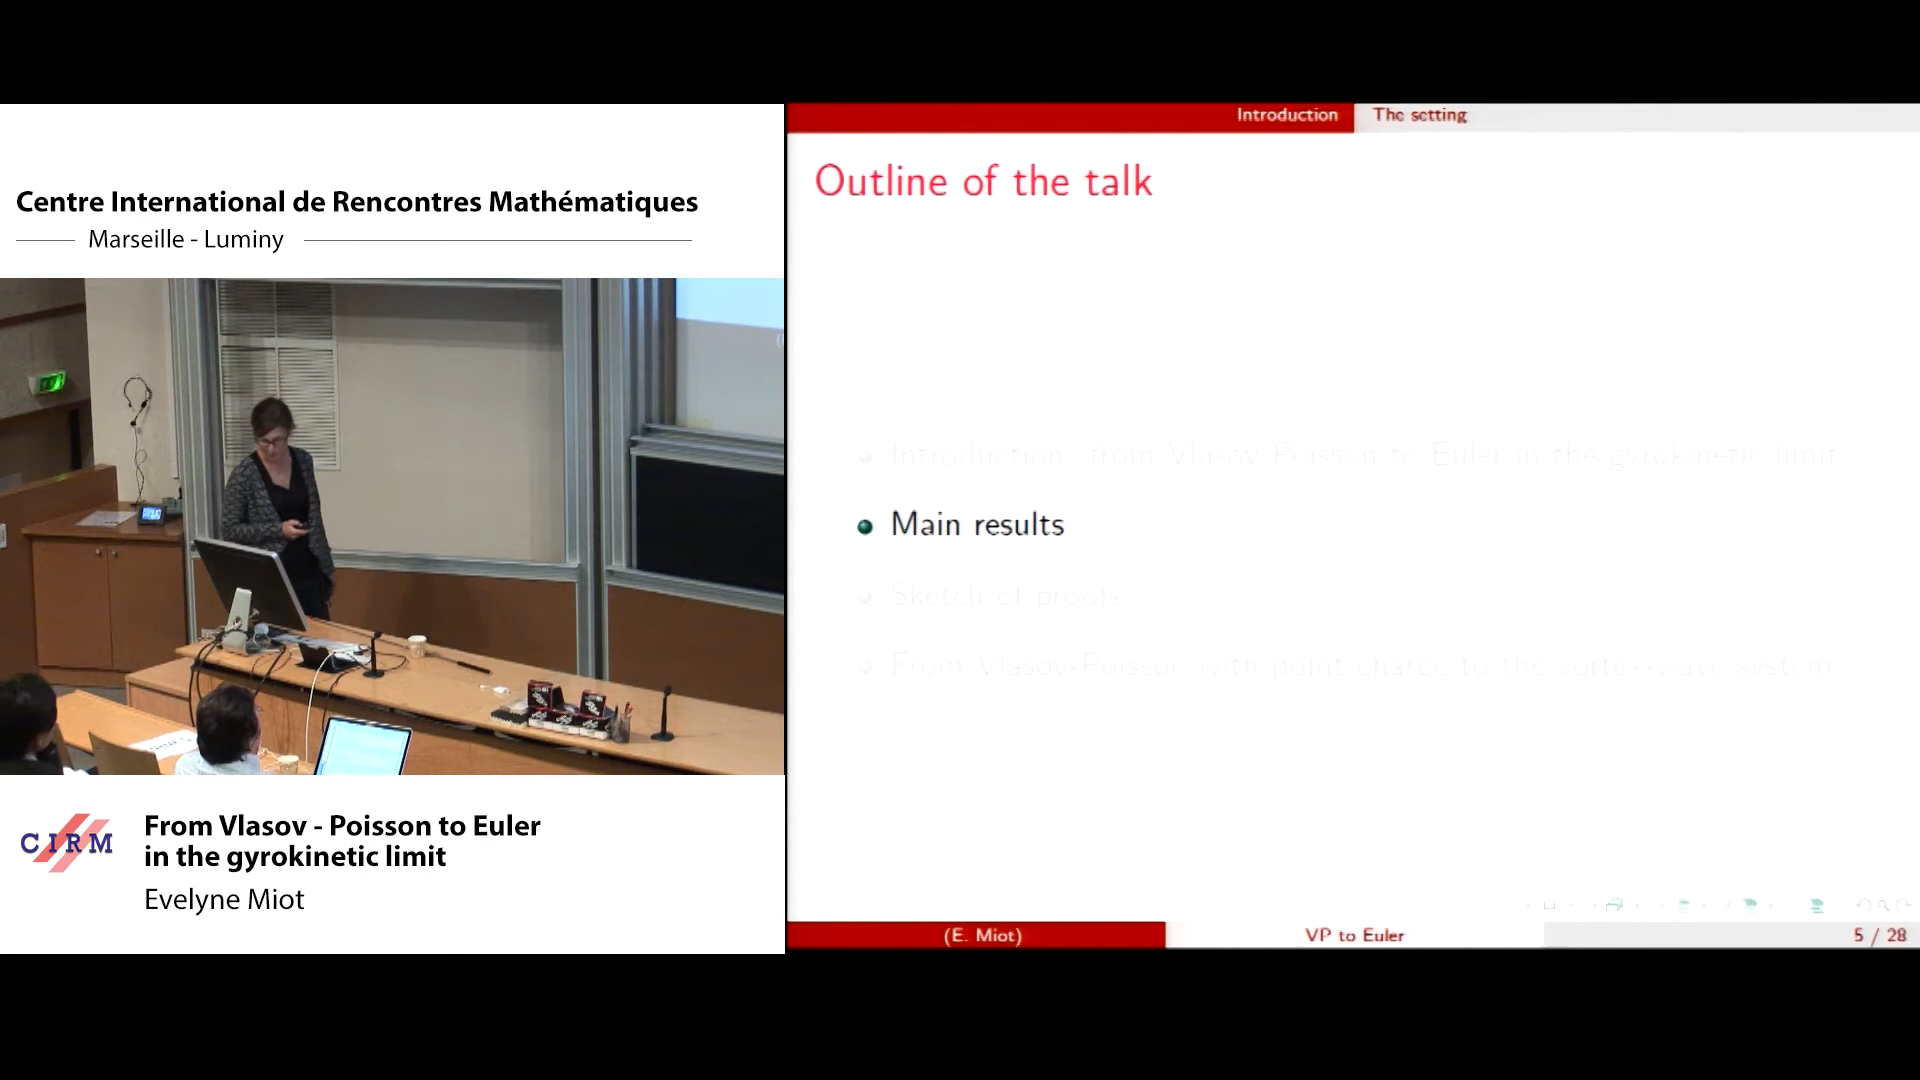 Centre International de Rencontres Mathématiques
Marseille - Luminy
CIRM
From Vlasov - Poisson to Euler
in the gyrokinetic limit
Evelyne Miot
Introduction
The setting
Outline of the talk
Introduction from Vlasov Poisson to Euler in the gyrokinetic limit
Main results
Sketch of proofs
From Vlasov-Poisson with point charge to the vortex-wave system
(E. Miot)
VP to Euler
5 / 28